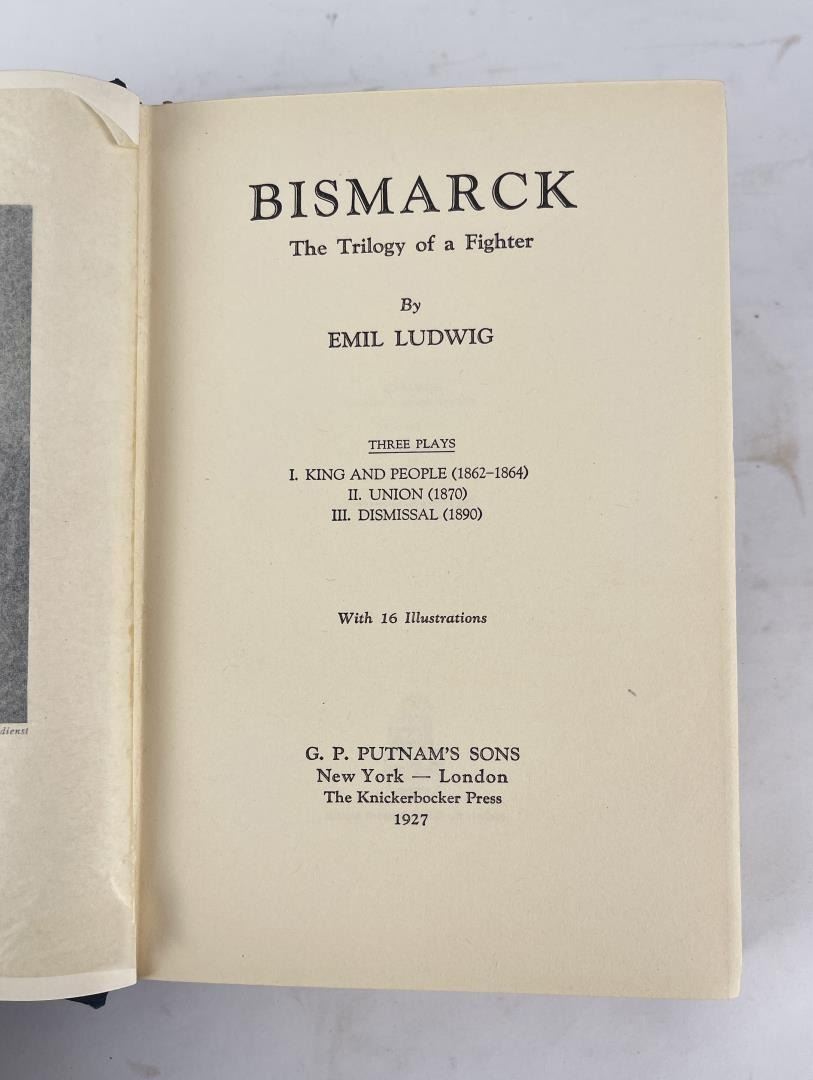 BISMARCK
The Trilogy of a Fighter
By
EMIL LUDWIG
THREE PLAYS
I. KING AND PEOPLE (1862–1864)
II. UNION (1870)
III. DISMISSAL (1890)
With 16 Illustrations
G. P. PUTNAM'S SONS
New York — London
The Knickerbocker Press
1927
dienst